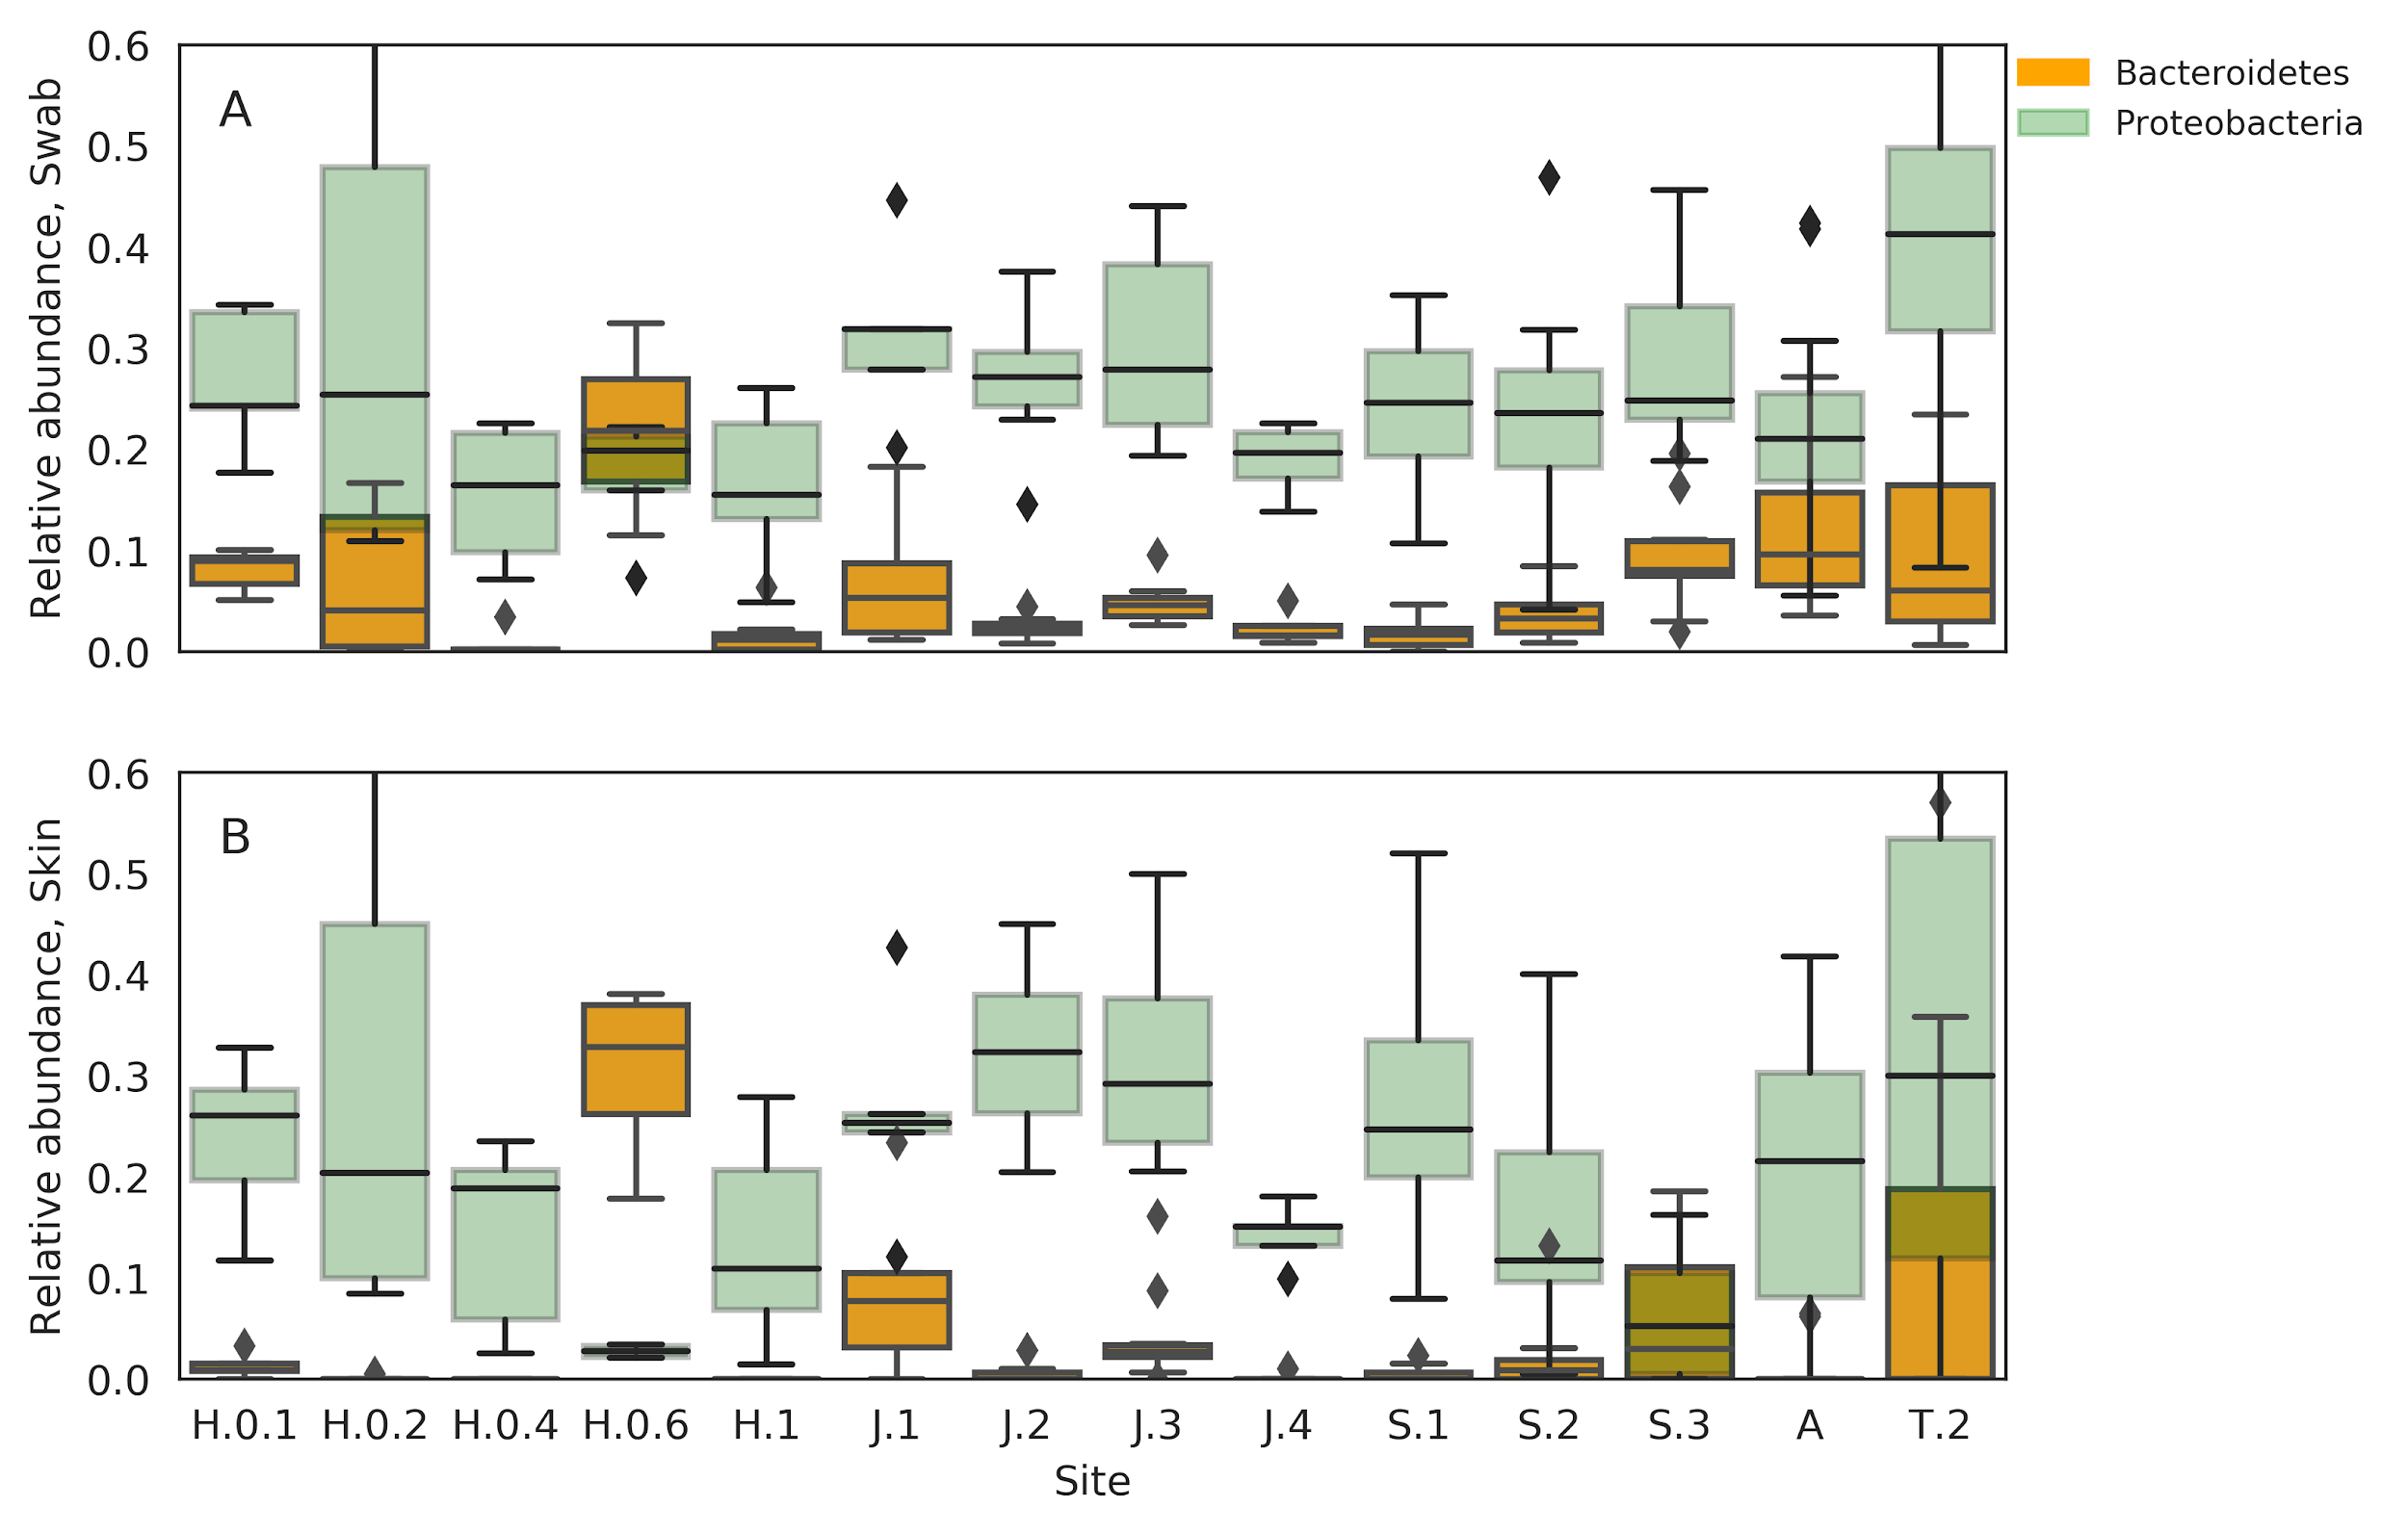 Relative abundance, Swab
0.6
0.5
0.4
0.3
0.2
0.1
0.0
A
Bacteroidetes
Proteobacteria
Relative abundance, Skin
0.6
0.5
0.4
0.3
0.2
0.1
0.0
B
H.0.1 H.0.2 H.0.4 H.0.6 H.1 J.1 J.2 J.3 J.4 S.1 S.2 S.3 A T.2
Site